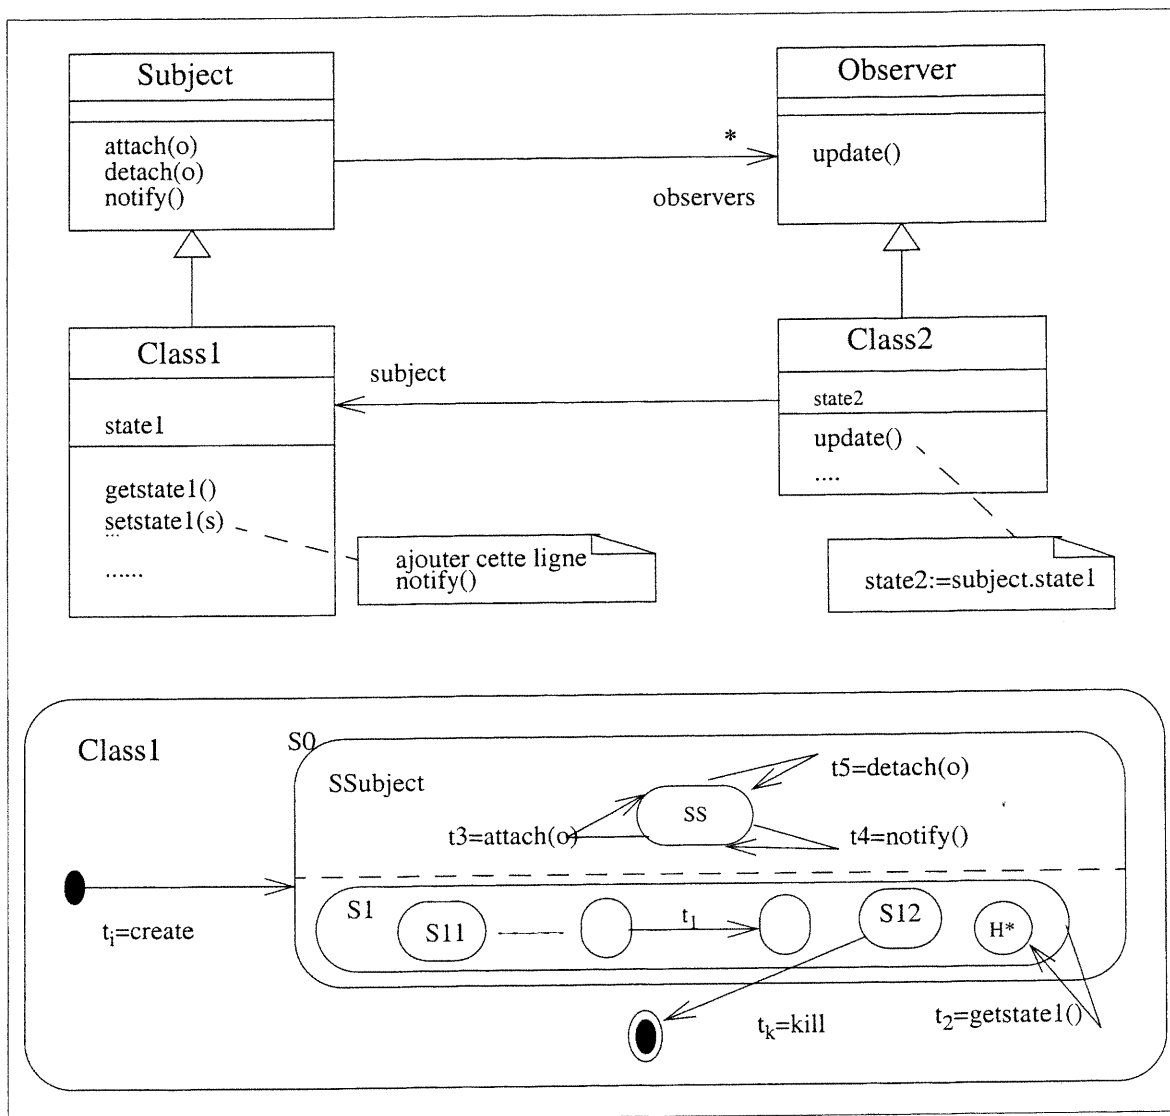 Subject
attach(o)
detach(o)
notify()
*
observers
Observer
update()
Class1
state1
getstate1()
setstate1(s)
...
......
subject
Class2
state2
update()
....
ajouter cette ligne
notify()
state2:=subject.state1
Class1
S0
SSubject
SS
t5=detach(o)
t3=attach(o)
t4=notify()
ti=create
S1
S11
t1
S12
H*
tk=kill
t2=getstate1()